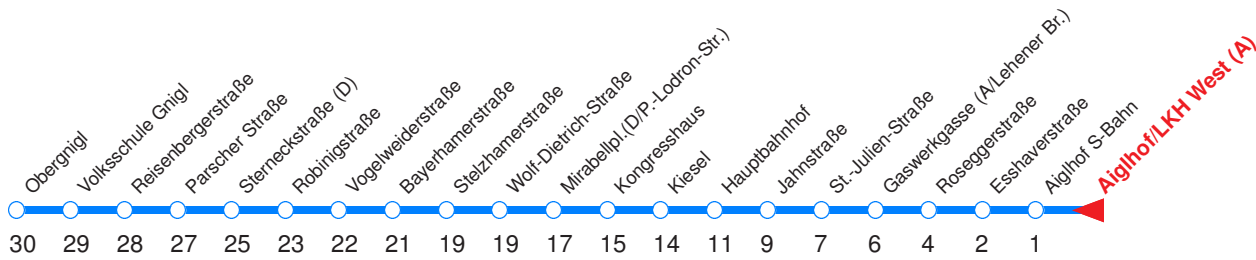 Obergnigl
Volksschule Gnigl
Reisenbergerstraße
Parscher Straße
Sterneckstraße (D)
Robinigstraße
Vogelweiderstraße
Bayerhamerstraße
Stelzhamerstraße
Wolf-Dietrich-Straße
Mirabellpl.(D/P.-Lodron-Str.)
Kongresshaus
Kiesel
Hauptbahnhof
Jahnstraße
St.-Julien-Straße
Gaswerkgasse (A/Lehener Br.)
Roseggerstraße
Esshaverstraße
Aiglhof S-Bahn
Aiglhof/LKH West (A)
30 29 28 27 25 23 22 21 19 19 17 15 14 11 9 7 6 4 2 1